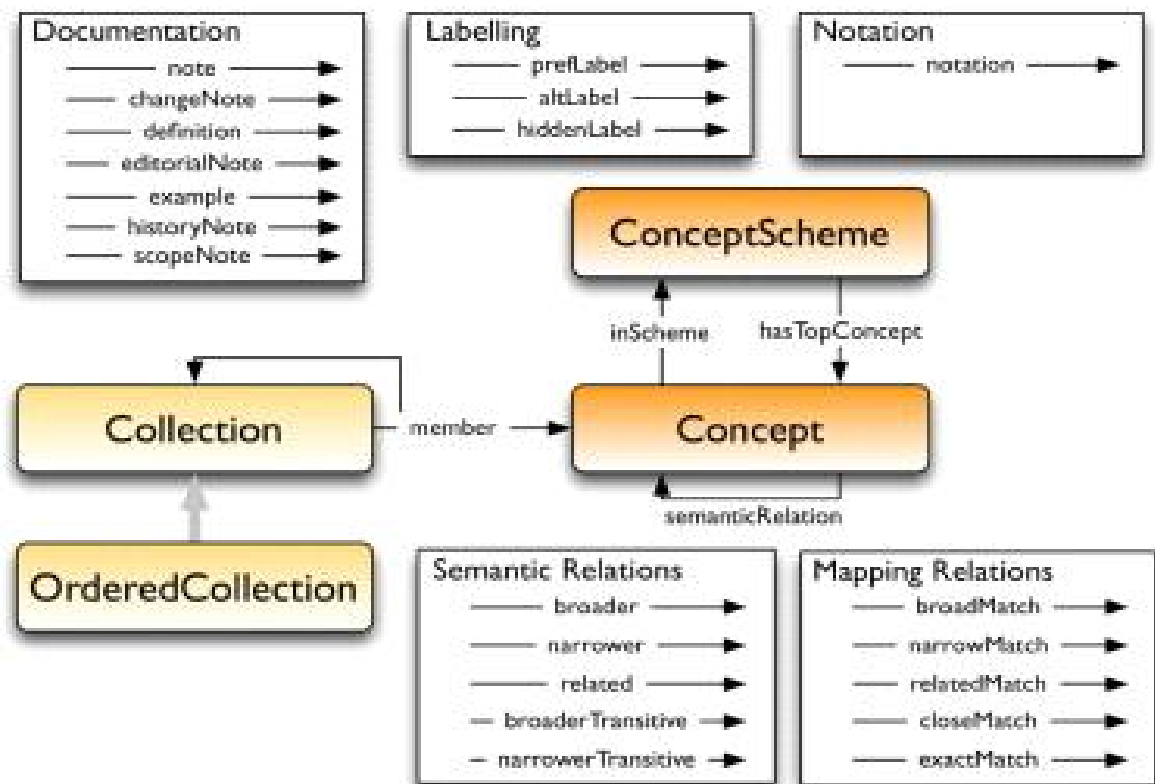 Documentation
note
changeNote
definition
editorialNote
example
historyNote
scopeNote
Labelling
prefLabel
altLabel
hiddenLabel
Notation
notation
ConceptScheme
inScheme
hasTopConcept
Collection
member
Concept
semanticRelation
OrderedCollection
Semantic Relations
broader
narrower
related
broaderTransitive
narrowerTransitive
Mapping Relations
broadMatch
narrowMatch
relatedMatch
closeMatch
exactMatch